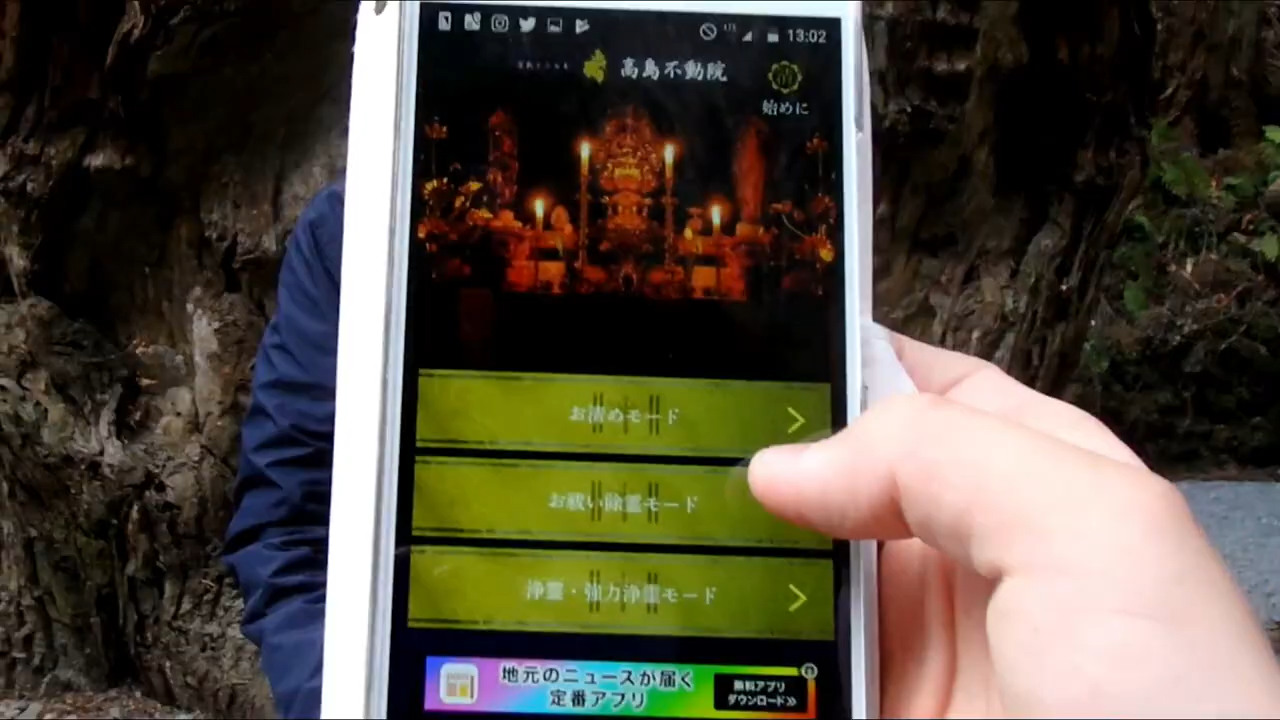 13:02
高島不動院
清
始めに
お清めモード
お祓い除霊モード
浄霊・強力浄霊モード
地元のニュースが届く
定番アプリ
無料アプリ
ダウンロード